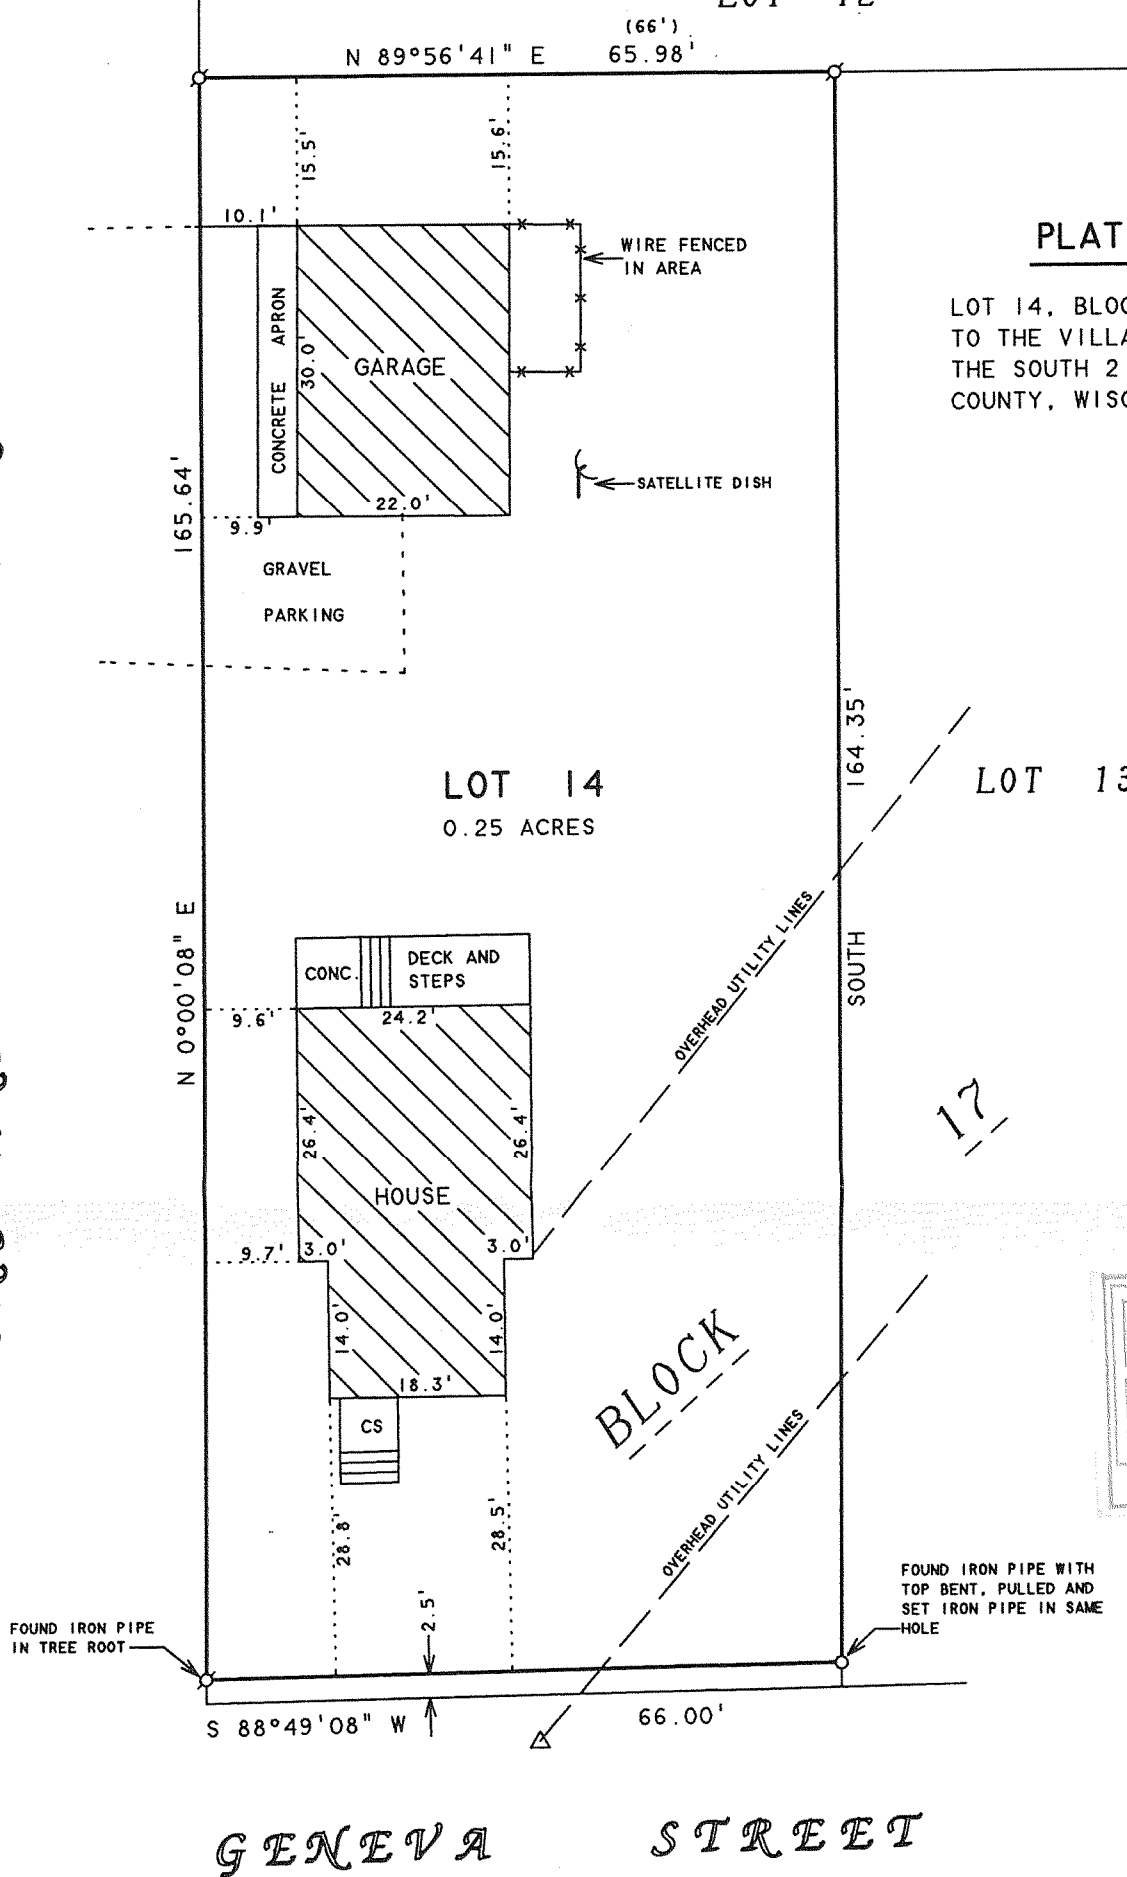 (66')
N 89°56'41" E 65.98'
15.5'
15.6'
10.1'
WIRE FENCED
IN AREA
PLAT
LOT 14, BLOC
TO THE VILLA
THE SOUTH 2
COUNTY, WISC
CONCRETE APRON
30.0'
GARAGE
165.64'
22.0'
SATELLITE DISH
9.9'
GRAVEL
PARKING
164.35'
LOT 14
0.25 ACRES
LOT 13
N 0°00'08" E
SOUTH
CONC.
DECK AND
STEPS
OVERHEAD UTILITY LINES
9.6'
24.2'
26.4'
26.4'
17
HOUSE
9.7'
3.0'
3.0'
14.0'
14.0'
18.3'
BLOCK
CS
OVERHEAD UTILITY LINES
28.8'
28.5'
2.5'
FOUND IRON PIPE WITH
TOP BENT, PULLED AND
SET IRON PIPE IN SAME
HOLE
FOUND IRON PIPE
IN TREE ROOT
S 88°49'08" W 66.00'
GENEVA STREET